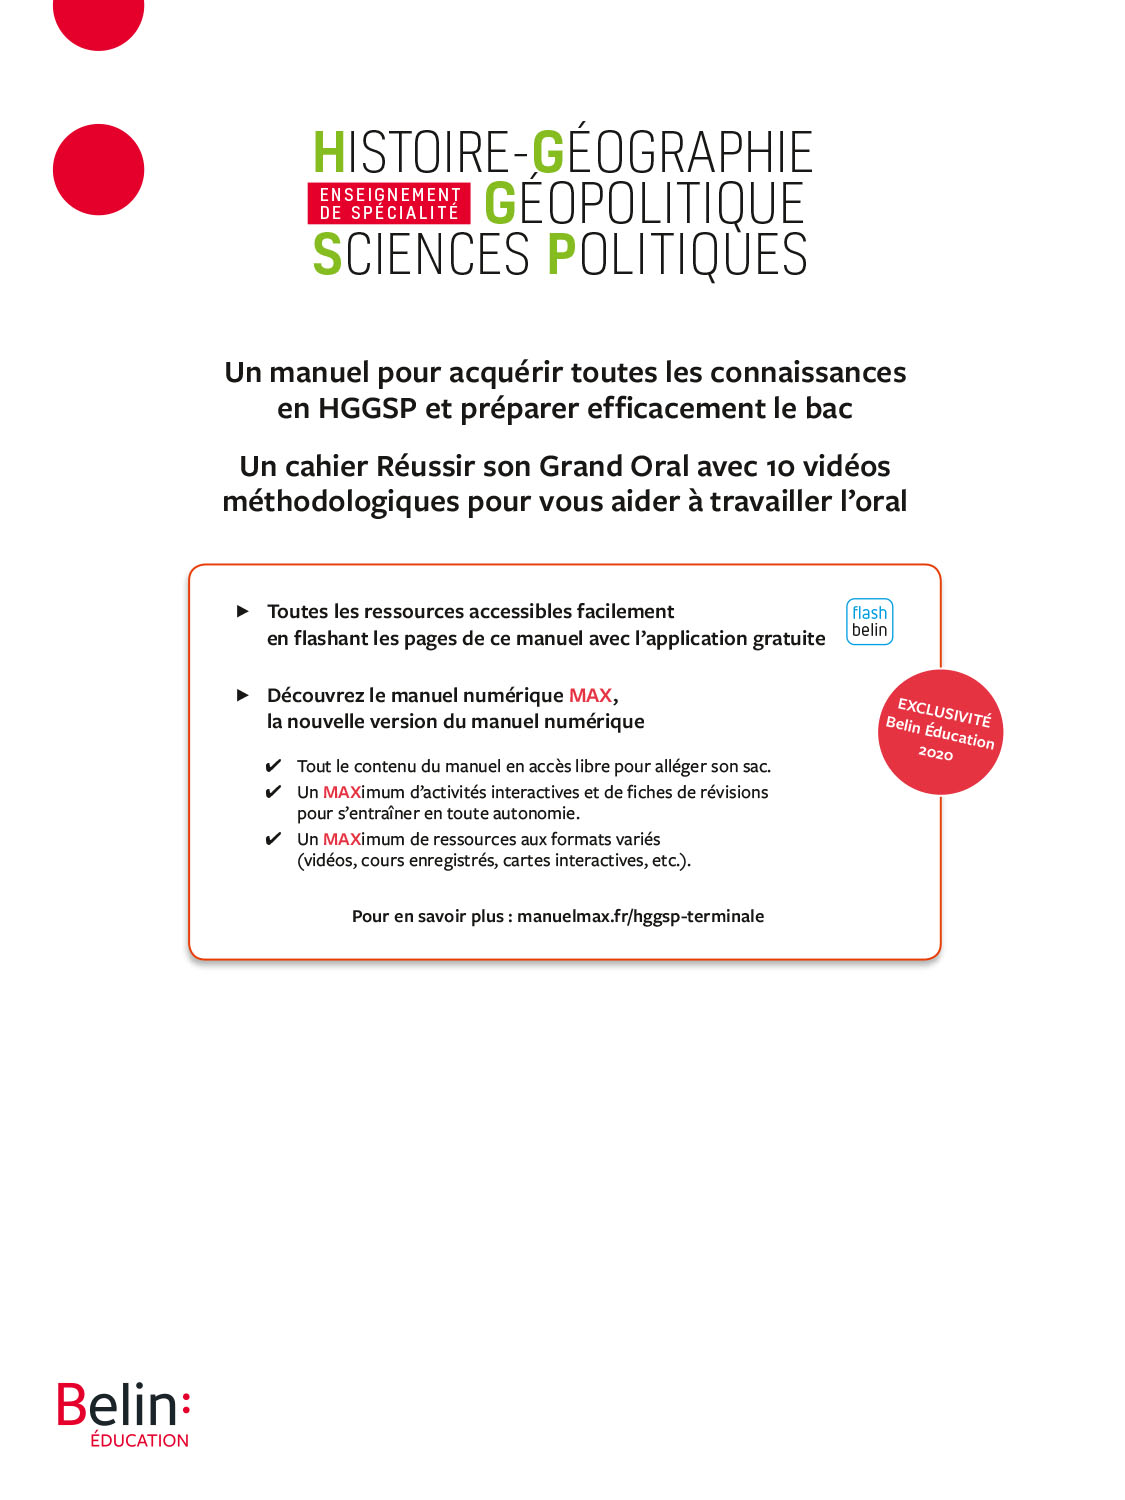 HISTOIRE-GÉOGRAPHIE
ENSEIGNEMENT
DE SPÉCIALITÉ
GÉOPOLITIQUE
SCIENCES POLITIQUES
Un manuel pour acquérir toutes les connaissances
en HGGSP et préparer efficacement le bac
Un cahier Réussir son Grand Oral avec 10 vidéos
méthodologiques pour vous aider à travailler l’oral
► Toutes les ressources accessibles facilement
en flashant les pages de ce manuel avec l’application gratuite
flash
belin
► Découvrez le manuel numérique MAX,
la nouvelle version du manuel numérique
EXCLUSIVITÉ
Belin Éducation
2020
✔ Tout le contenu du manuel en accès libre pour alléger son sac.
✔ Un MAXimum d’activités interactives et de fiches de révisions
pour s’entraîner en toute autonomie.
✔ Un MAXimum de ressources aux formats variés
(vidéos, cours enregistrés, cartes interactives, etc.).
Pour en savoir plus : manuelmax.fr/hggsp-terminale
Belin:
ÉDUCATION